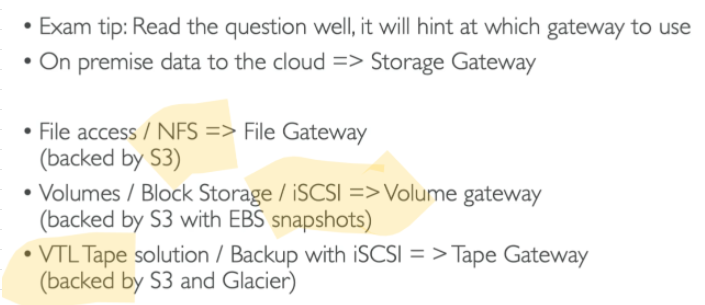 • Exam tip: Read the question well, it will hint at which gateway to use
• On premise data to the cloud => Storage Gateway
• File access / NFS => File Gateway
(backed by S3)
• Volumes / Block Storage / iSCSI => Volume gateway
(backed by S3 with EBS snapshots)
• VTL Tape solution / Backup with iSCSI = > Tape Gateway
(backed by S3 and Glacier)